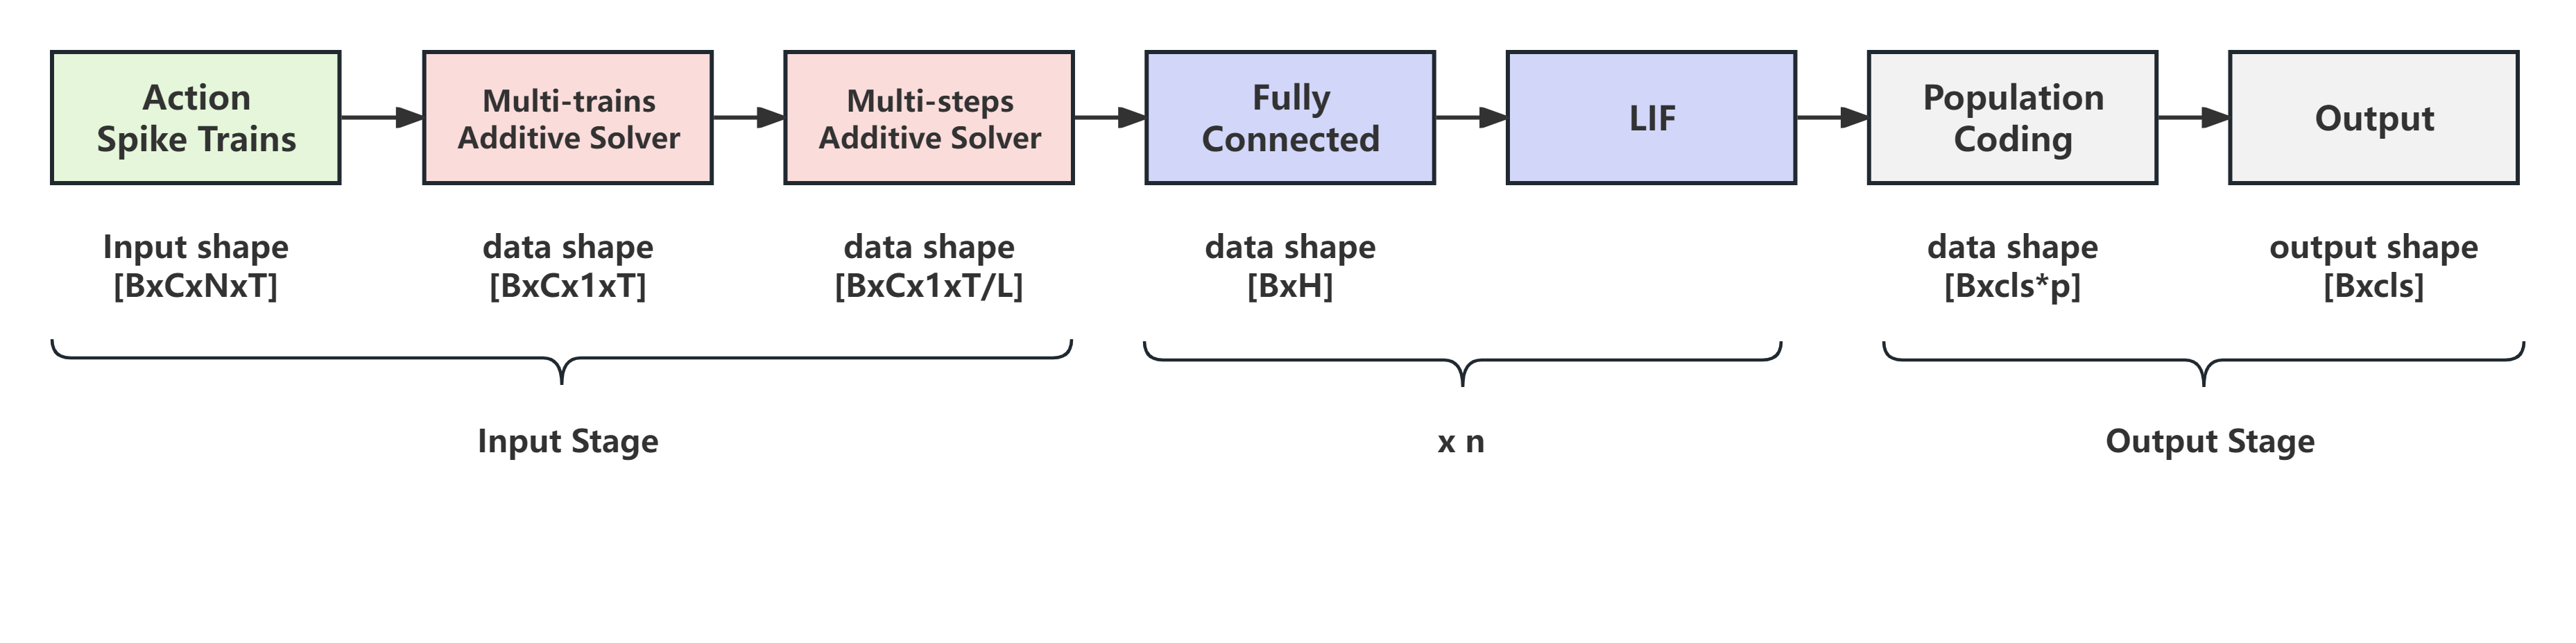 Action
Spike Trains
Multi-trains
Additive Solver
Multi-steps
Additive Solver
Fully
Connected
LIF
Population
Coding
Output
Input shape
[BxCxNxT]
data shape
[BxCx1xT]
data shape
[BxCx1xT/L]
data shape
[BxH]
data shape
[Bxcls*p]
output shape
[Bxcls]
Input Stage
x n
Output Stage